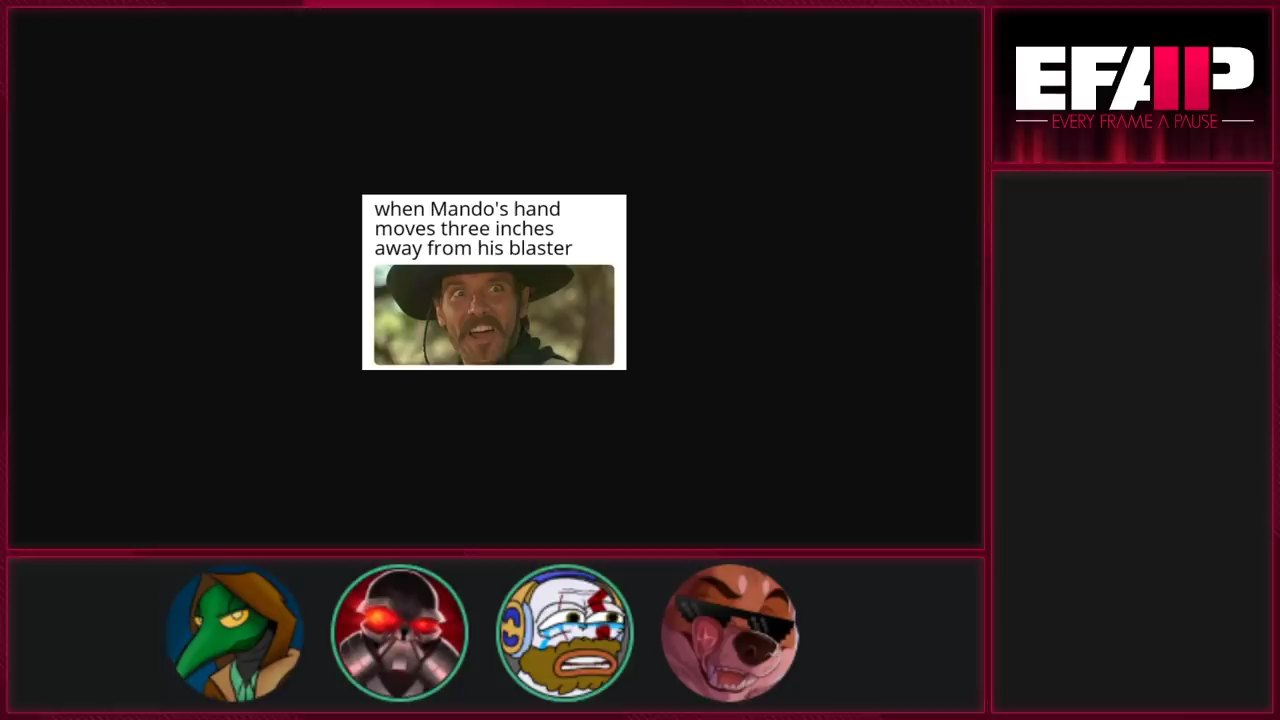 EFAP
EVERY FRAME A PAUSE
when Mando's hand
moves three inches
away from his blaster